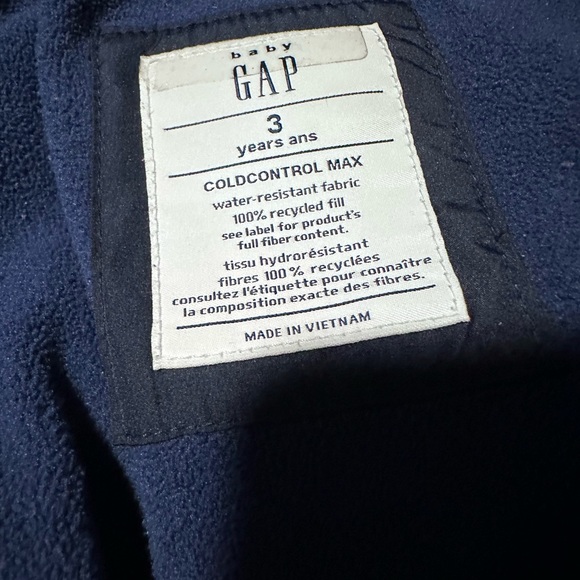 baby
GAP
3
years ans
COLDCONTROL MAX
water-resistant fabric
100% recycled fill
see label for product's
full fiber content.
tissu hydrorésistant
fibres 100% recyclées
consultez l'étiquette pour connaître
la composition exacte des fibres.
MADE IN VIETNAM